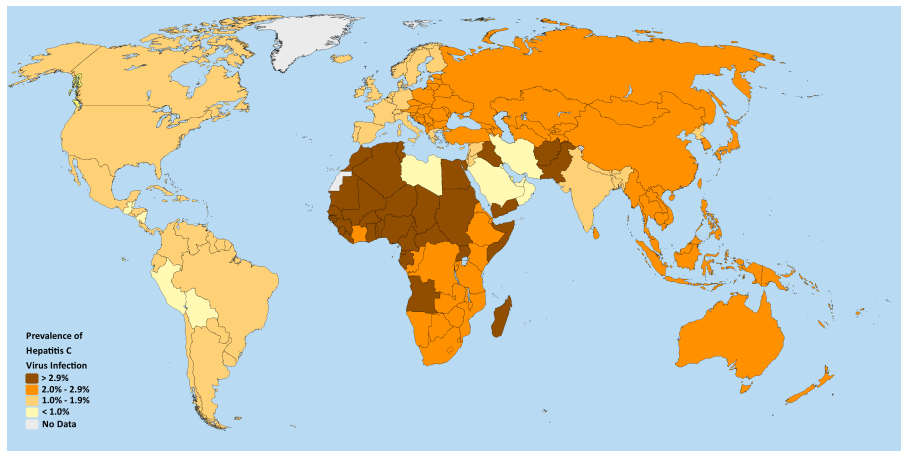 Prevalence of
Hepatitis C
Virus Infection
> 2.9%
2.0% - 2.9%
1.0% - 1.9%
< 1.0%
No Data